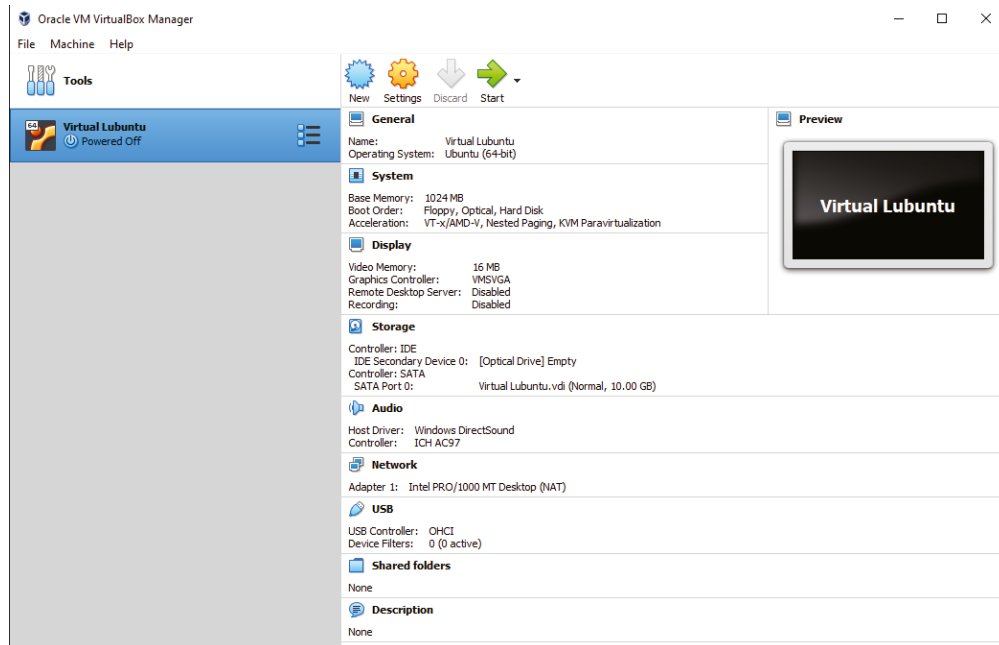 Oracle VM VirtualBox Manager
File Machine Help
Tools
New Settings Discard Start
64
Virtual Lubuntu
Powered Off
General
Name: Virtual Lubuntu
Operating System: Ubuntu (64-bit)
Preview
Virtual Lubuntu
System
Base Memory: 1024 MB
Boot Order: Floppy, Optical, Hard Disk
Acceleration: VT-x/AMD-V, Nested Paging, KVM Paravirtualization
Display
Video Memory: 16 MB
Graphics Controller: VMSVGA
Remote Desktop Server: Disabled
Recording: Disabled
Storage
Controller: IDE
IDE Secondary Device 0: [Optical Drive] Empty
Controller: SATA
SATA Port 0: Virtual Lubuntu.vdi (Normal, 10.00 GB)
Audio
Host Driver: Windows DirectSound
Controller: ICH AC97
Network
Adapter 1: Intel PRO/1000 MT Desktop (NAT)
USB
USB Controller: OHCI
Device Filters: 0 (0 active)
Shared folders
None
Description
None